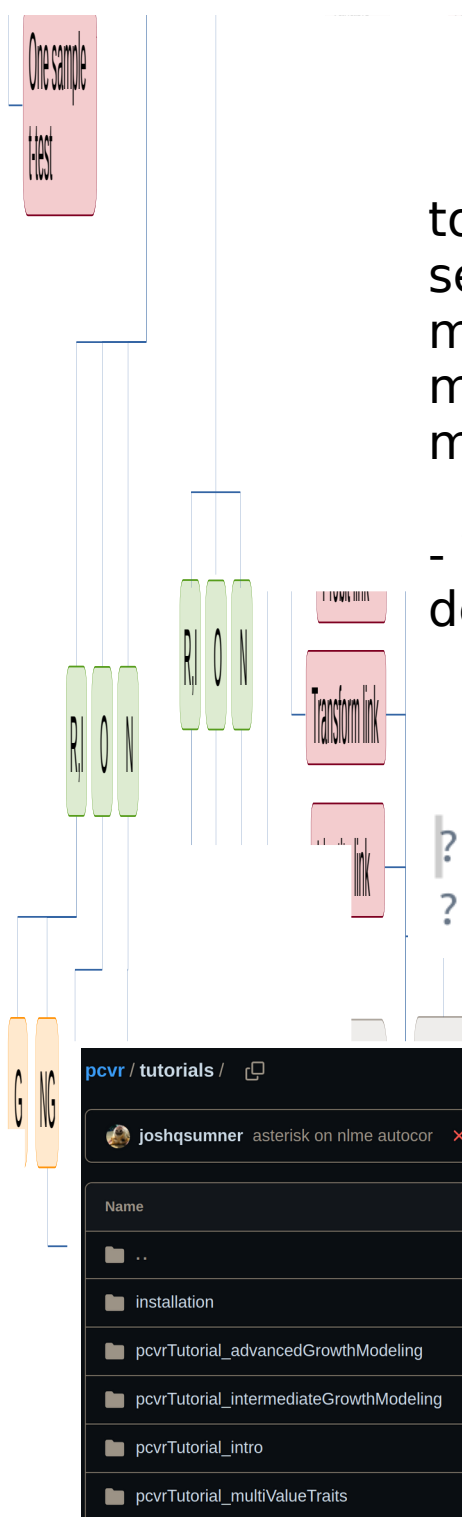 One sample
t-test
R,I
O
N
Transform link
link
R,I
O
N
?
?
G
NG
pcvr / tutorials /
joshqsumner asterisk on nlme autocor
Name
..
installation
pcvrTutorial_advancedGrowthModeling
pcvrTutorial_intermediateGrowthModeling
pcvrTutorial_intro
pcvrTutorial_multiValueTraits